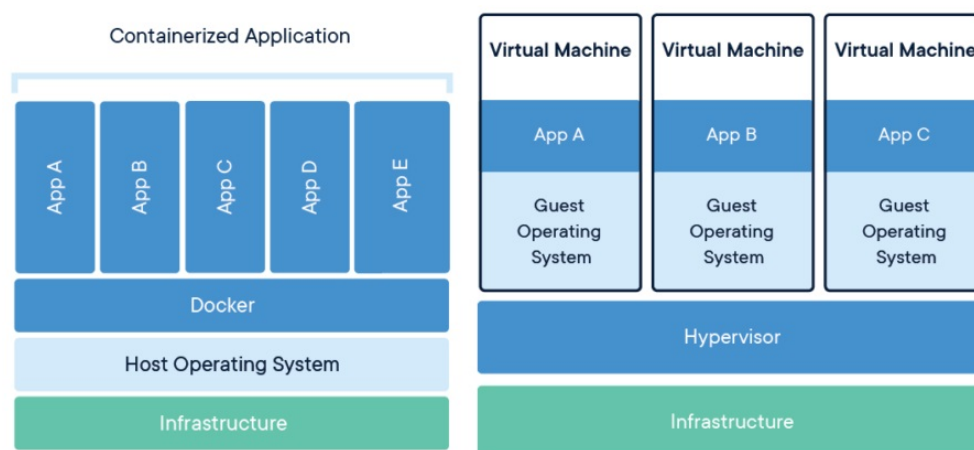 Containerized Application
App A
App B
App C
App D
App E
Docker
Host Operating System
Infrastructure
Virtual Machine
App A
Guest
Operating
System
Virtual Machine
App B
Guest
Operating
System
Virtual Machine
App C
Guest
Operating
System
Hypervisor
Infrastructure